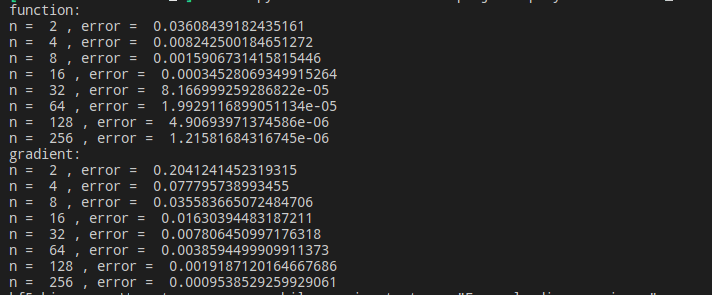 function:
n =  2 , error =  0.03608439182435161
n =  4 , error =  0.008242500184651272
n =  8 , error =  0.0015906731415815446
n =  16 , error =  0.00034528069349915264
n =  32 , error =  8.166999259286822e-05
n =  64 , error =  1.9929116899051134e-05
n =  128 , error =  4.90693971374586e-06
n =  256 , error =  1.21581684316745e-06
gradient:
n =  2 , error =  0.2041241452319315
n =  4 , error =  0.077795738993455
n =  8 , error =  0.035583665072484706
n =  16 , error =  0.01630394483187211
n =  32 , error =  0.007806450997176318
n =  64 , error =  0.0038594499909911373
n =  128 , error =  0.0019187120164667686
n =  256 , error =  0.0009538529259929061